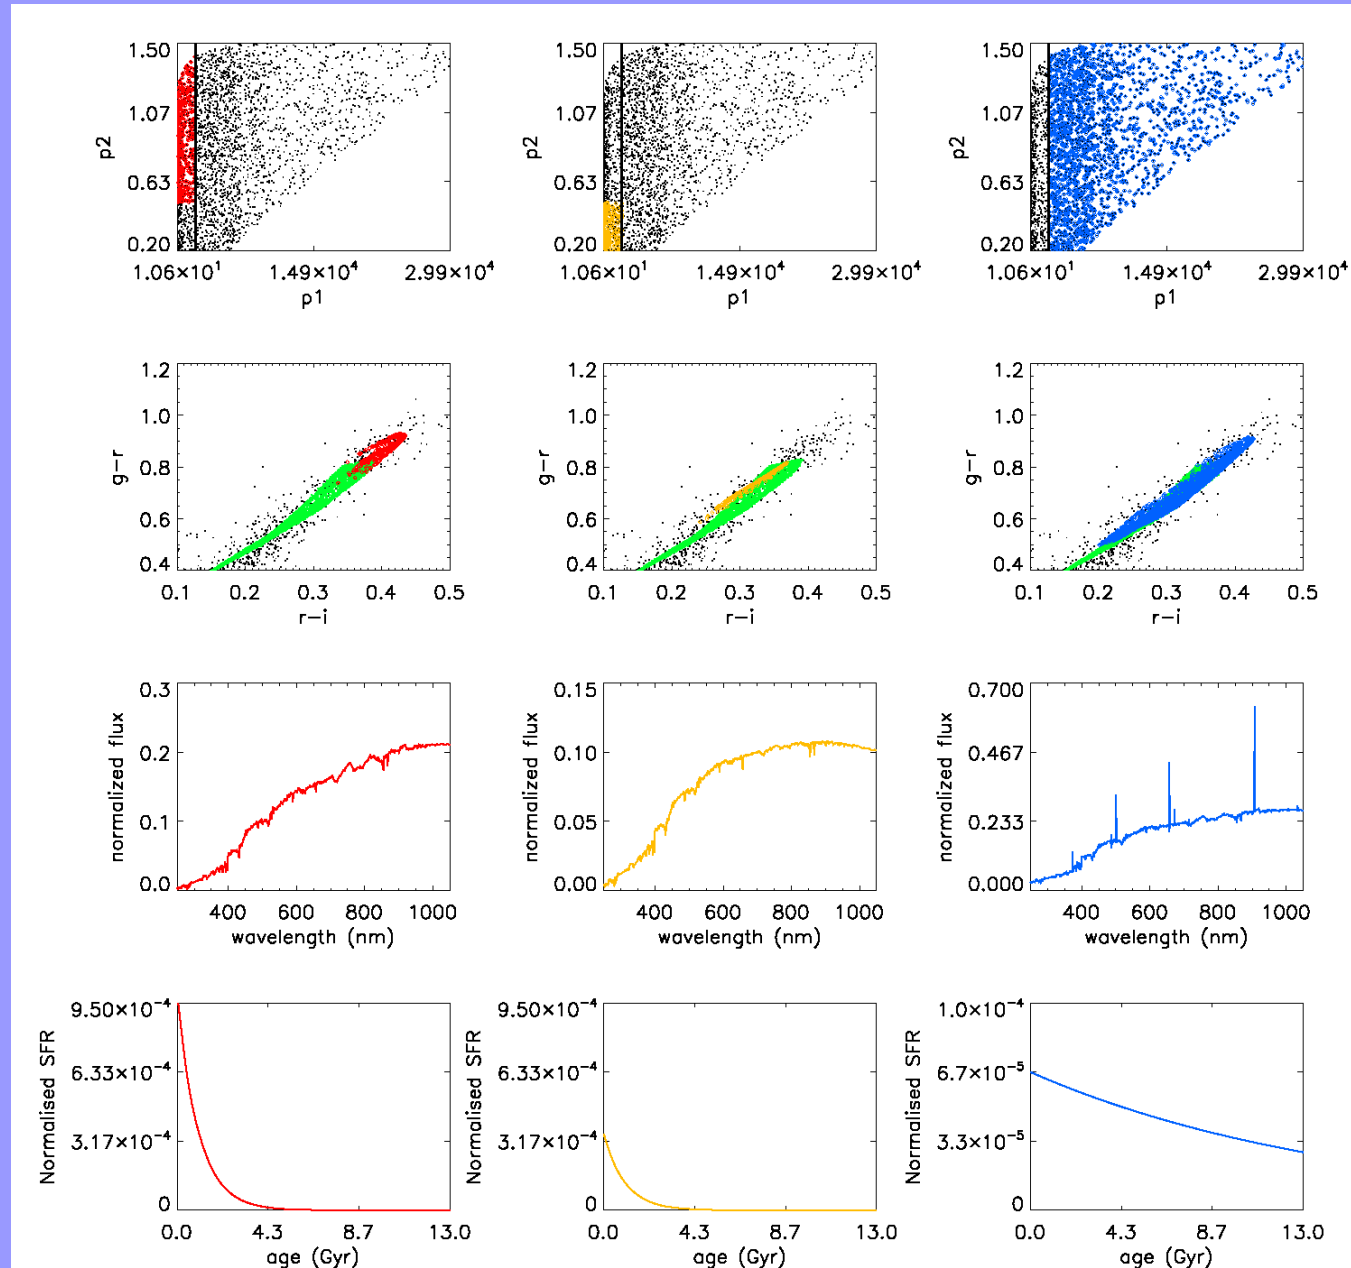 1.50
1.07
0.63
0.20
p2
1.06×10¹ 1.49×10⁴ 2.99×10⁴
p1
1.50
1.07
0.63
0.20
p2
1.06×10¹ 1.49×10⁴ 2.99×10⁴
p1
1.50
1.07
0.63
0.20
p2
1.06×10¹ 1.49×10⁴ 2.99×10⁴
p1
1.2
1.0
0.8
0.6
0.4
g−r
0.1 0.2 0.3 0.4 0.5
r−i
1.2
1.0
0.8
0.6
0.4
g−r
0.1 0.2 0.3 0.4 0.5
r−i
1.2
1.0
0.8
0.6
0.4
g−r
0.1 0.2 0.3 0.4 0.5
r−i
0.3
0.2
0.1
0.0
normalized flux
400 600 800 1000
wavelength (nm)
0.15
0.10
0.05
0.00
normalized flux
400 600 800 1000
wavelength (nm)
0.700
0.467
0.233
0.000
normalized flux
400 600 800 1000
wavelength (nm)
9.50×10⁻⁴
6.33×10⁻⁴
3.17×10⁻⁴
0
Normalised SFR
0.0 4.3 8.7 13.0
age (Gyr)
9.50×10⁻⁴
6.33×10⁻⁴
3.17×10⁻⁴
0
Normalised SFR
0.0 4.3 8.7 13.0
age (Gyr)
1.0×10⁻⁴
6.7×10⁻⁵
3.3×10⁻⁵
0
Normalised SFR
0.0 4.3 8.7 13.0
age (Gyr)